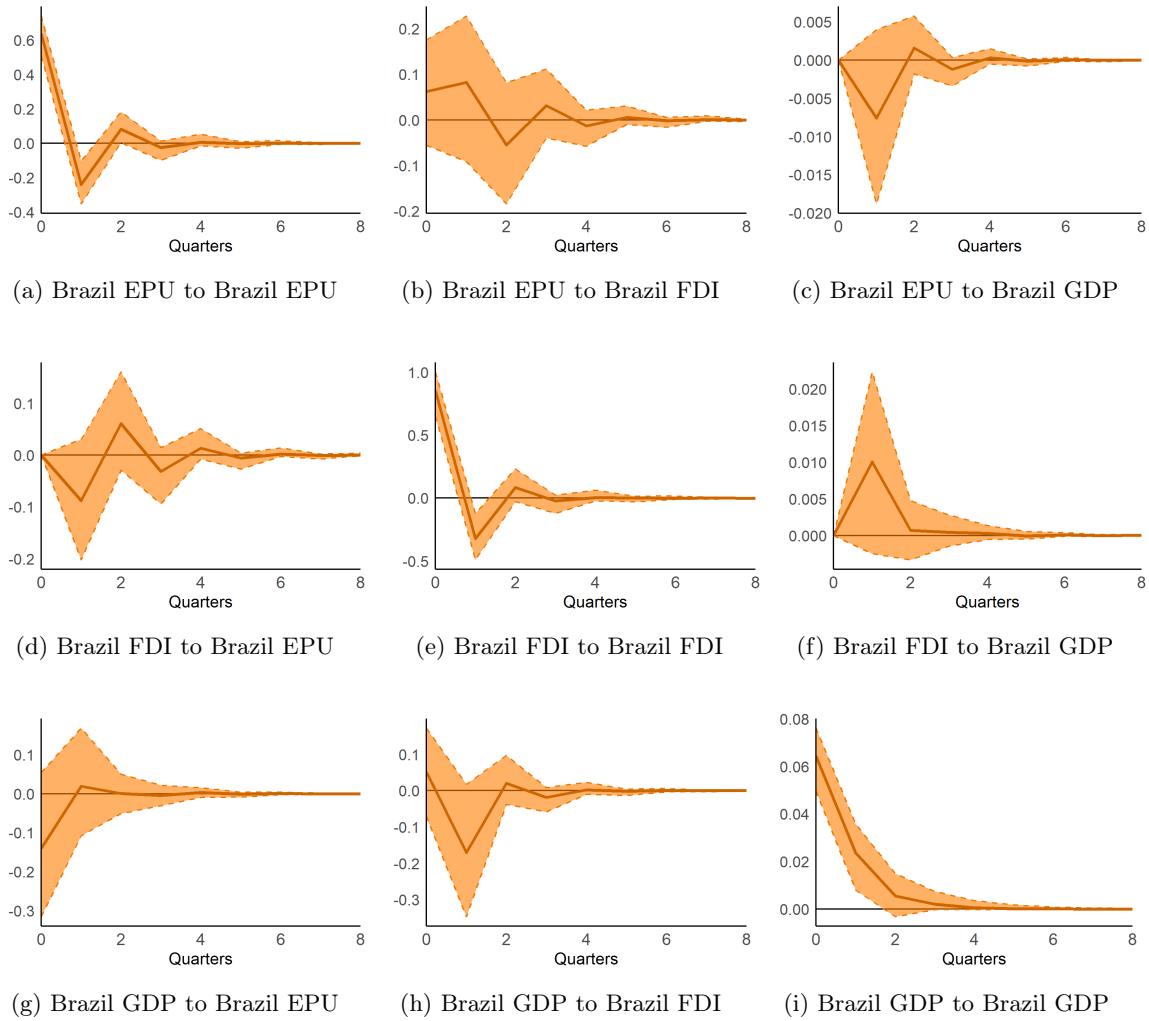 0.6
0.4
0.2
0.0
-0.2
-0.4
0 2 4 6 8
Quarters
(a) Brazil EPU to Brazil EPU
0.2
0.1
0.0
-0.1
-0.2
0 2 4 6 8
Quarters
(b) Brazil EPU to Brazil FDI
0.005
0.000
-0.005
-0.010
-0.015
-0.020
0 2 4 6 8
Quarters
(c) Brazil EPU to Brazil GDP
0.1
0.0
-0.1
-0.2
0 2 4 6 8
Quarters
(d) Brazil FDI to Brazil EPU
1.0
0.5
0.0
-0.5
0 2 4 6 8
Quarters
(e) Brazil FDI to Brazil FDI
0.020
0.015
0.010
0.005
0.000
0 2 4 6 8
Quarters
(f) Brazil FDI to Brazil GDP
0.1
0.0
-0.1
-0.2
-0.3
0 2 4 6 8
Quarters
(g) Brazil GDP to Brazil EPU
0.1
0.0
-0.1
-0.2
-0.3
0 2 4 6 8
Quarters
(h) Brazil GDP to Brazil FDI
0.08
0.06
0.04
0.02
0.00
0 2 4 6 8
Quarters
(i) Brazil GDP to Brazil GDP